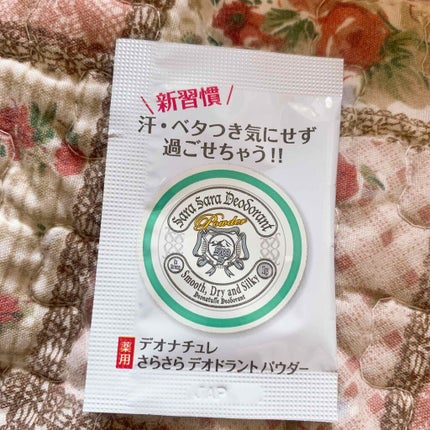 新習慣
汗・ベタつき気にせず
過ごせちゃう!!
Sara Sara Deodorant
Powder
Smooth, Dry and Silky
Deonatulle Deodorant
薬用
デオナチュレ
さらさら デオドラント パウダー